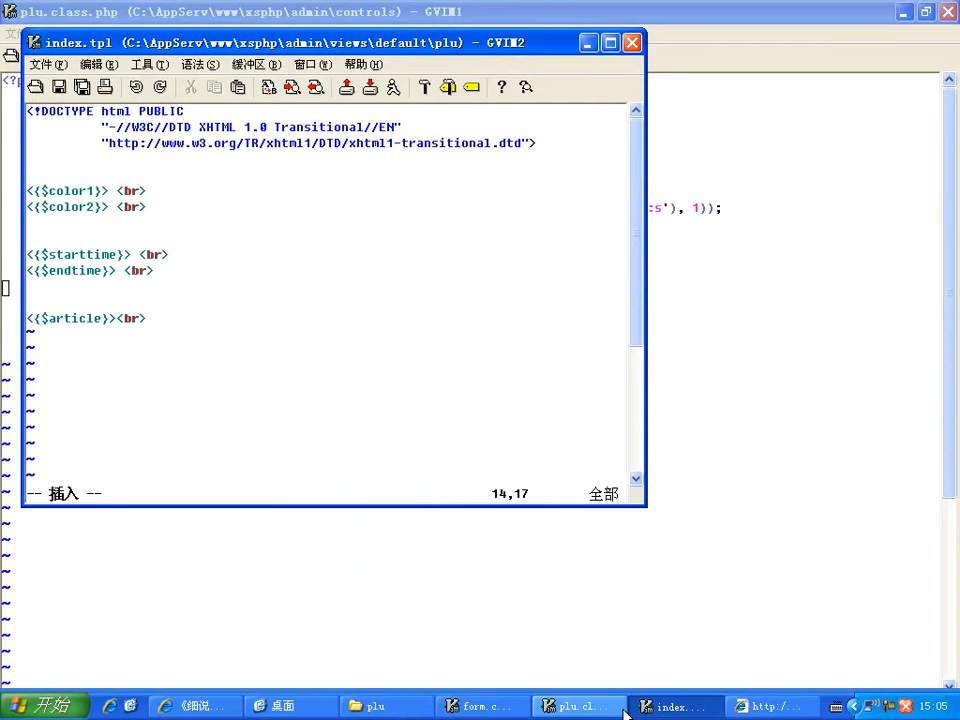 plu.class.php (C:\AppServ\www\xsphp\admin\controls) - GVIM1
index.tpl (C:\AppServ\www\xsphp\admin\views\default\plu) - GVIM2
文件(F) 编辑(E) 工具(T) 语法(S) 缓冲区(B) 窗口(W) 帮助(H)
<!DOCTYPE html PUBLIC
"-//W3C//DTD XHTML 1.0 Transitional//EN"
"http://www.w3.org/TR/xhtml1/DTD/xhtml1-transitional.dtd">
<{$color1}> <br>
<{$color2}> <br>
:s'), 1));
<{$starttime}> <br>
<{$endtime}> <br>
<{$article}><br>
-- 插入 -- 14,17 全部
开始 《细说... 桌面 plu form.c... plu.cl... index.... http:/... 15:05